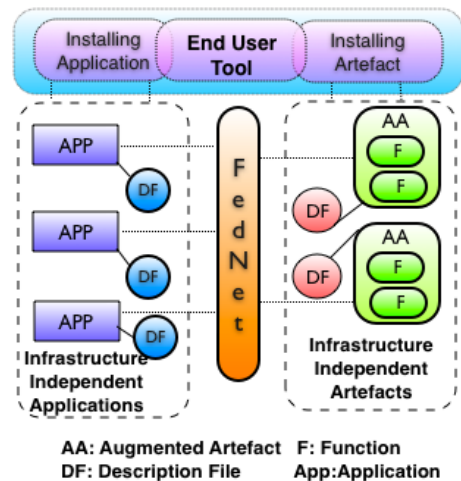 Installing
Application
End User
Tool
Installing
Artefact
APP
DF
APP
DF
APP
DF
Infrastructure
Independent
Applications
FedNet
AA
F
F
DF
AA
DF
F
F
Infrastructure
Independent
Artefacts
AA: Augmented Artefact F: Function
DF: Description File App:Application